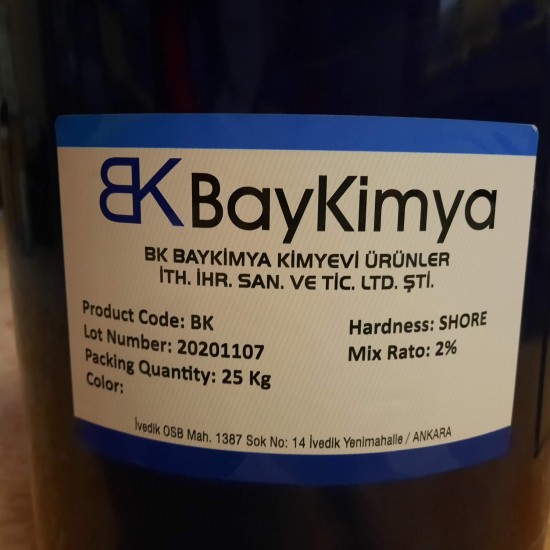 BK BayKimya
BK BAYKİMYA KİMYEVİ ÜRÜNLER
İTH. İHR. SAN. VE TİC. LTD. ŞTİ.
Product Code: BK
Lot Number: 20201107
Packing Quantity: 25 Kg
Color:
Hardness: SHORE
Mix Rato: 2%
İvedik OSB Mah. 1387 Sok No: 14 İvedik Yenimahalle / ANKARA